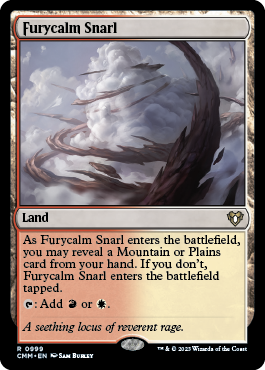 Furycalm Snarl
Land
As Furycalm Snarl enters the battlefield,
you may reveal a Mountain or Plains
card from your hand. If you don't,
Furycalm Snarl enters the battlefield
tapped.
: Add or .
A seething locus of reverent rage.
R 0999
CMM • EN Sam Burley
™ & © 2023 Wizards of the Coast